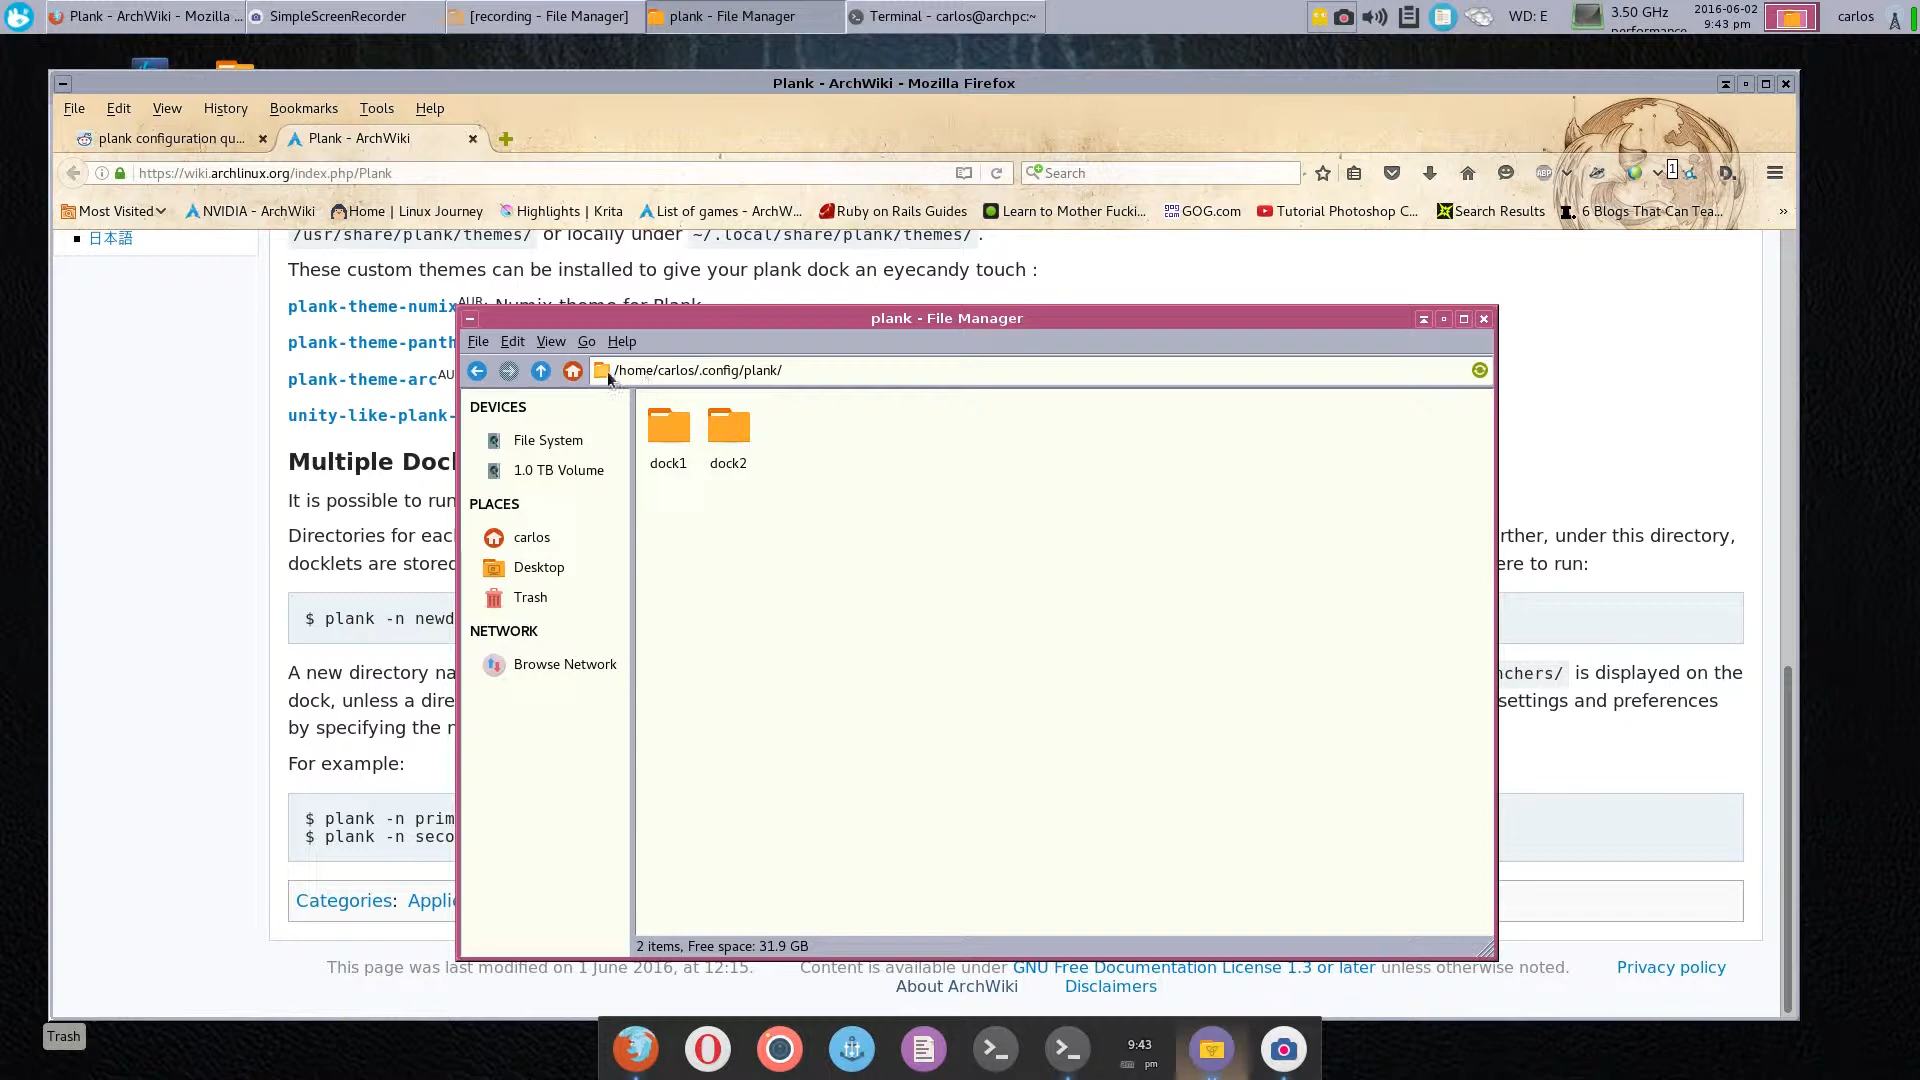 Plank - ArchWiki - Mozilla ...
SimpleScreenRecorder
[recording - File Manager]
plank - File Manager
Terminal - carlos@archpc:~
WD: E
3.50 GHz
performance
2016-06-02
9:43 pm
carlos
Plank - ArchWiki - Mozilla Firefox
File Edit View History Bookmarks Tools Help
plank configuration qu...
Plank - ArchWiki
https://wiki.archlinux.org/index.php/Plank
Search
ABP
1
D.
Most Visited
NVIDIA - ArchWiki
Home | Linux Journey
Highlights | Krita
List of games - ArchW...
Ruby on Rails Guides
Learn to Mother Fucki...
GOG.com
Tutorial Photoshop C...
Search Results
6 Blogs That Can Tea...
»
日本語
/usr/share/plank/themes/ or locally under ~/.local/share/plank/themes/.
These custom themes can be installed to give your plank dock an eyecandy touch :
plank-theme-numix AUR: Numix theme for Plank
plank-theme-panth
plank-theme-arc AU
unity-like-plank-
Multiple Doc
It is possible to run
Directories for eac
rther, under this directory,
docklets are stored
ere to run:
$ plank -n newd
A new directory na
nchers/ is displayed on the
dock, unless a dire
settings and preferences
by specifying the n
For example:
$ plank -n prim
$ plank -n seco
Categories: Appli
plank - File Manager
File Edit View Go Help
/home/carlos/.config/plank/
DEVICES
File System
1.0 TB Volume
PLACES
carlos
Desktop
Trash
NETWORK
Browse Network
dock1
dock2
2 items, Free space: 31.9 GB
This page was last modified on 1 June 2016, at 12:15.
Content is available under GNU Free Documentation License 1.3 or later unless otherwise noted.
Privacy policy
About ArchWiki
Disclaimers
Trash
9:43
pm